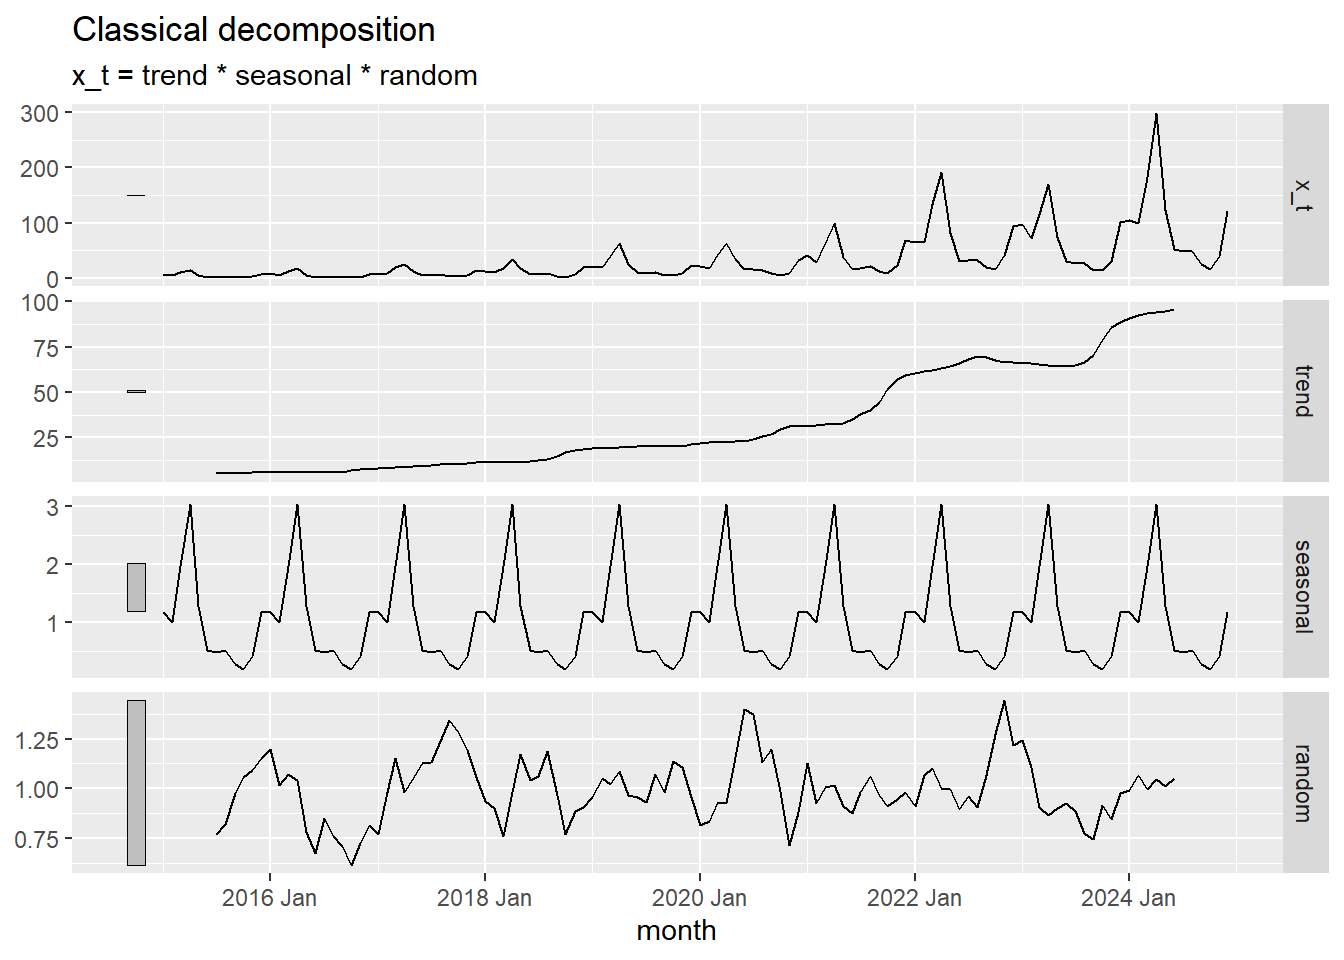 Classical decomposition
x_t = trend * seasonal * random
300
200
100
0
x_t
100
75
50
25
trend
3
2
1
seasonal
1.25
1.00
0.75
random
2016 Jan
2018 Jan
2020 Jan
2022 Jan
2024 Jan
month